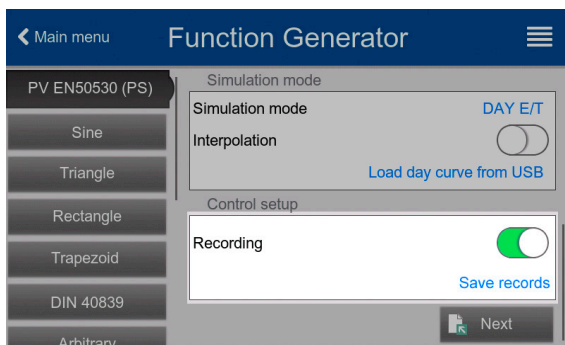 Main menu
Function Generator
PV EN50530 (PS)
Sine
Triangle
Rectangle
Trapezoid
DIN 40839
Arbitrary
Simulation mode
Simulation mode DAY E/T
Interpolation
Load day curve from USB
Control setup
Recording
Save records
Next